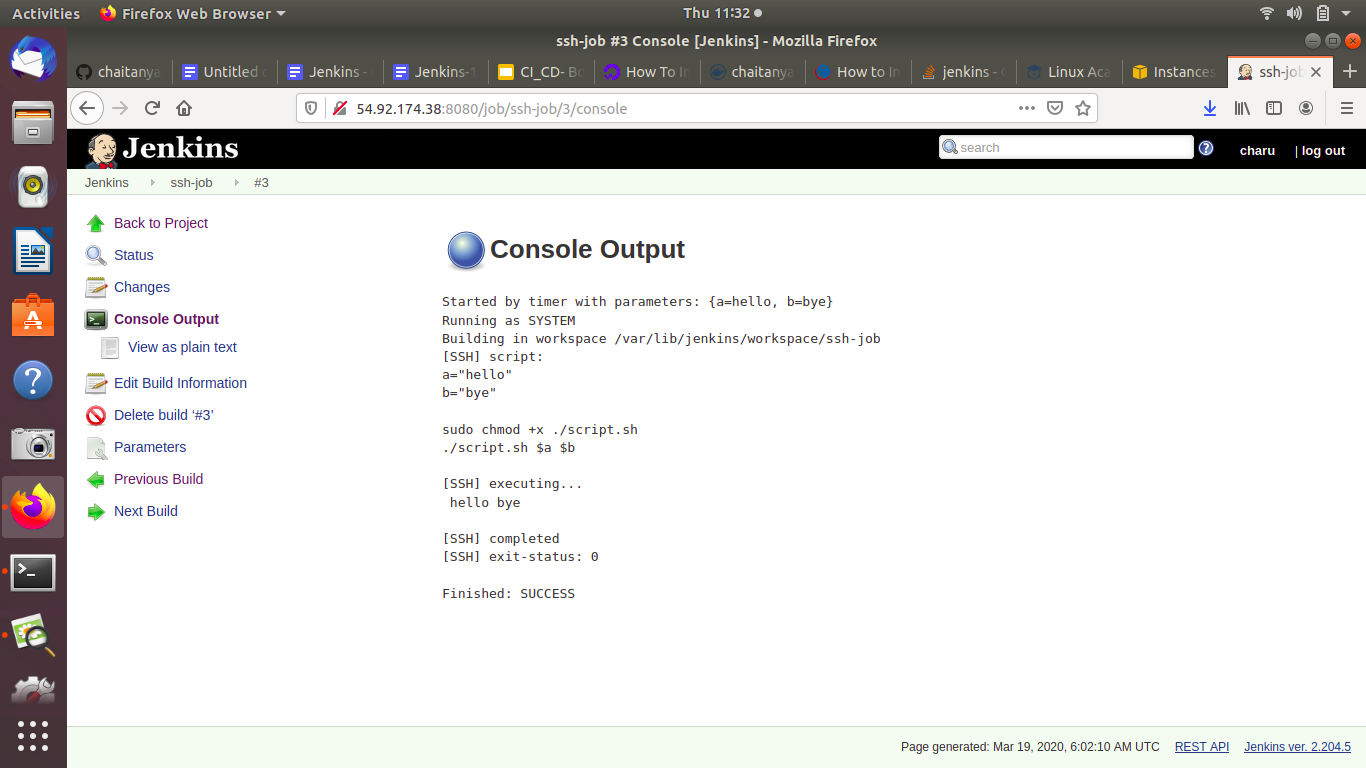 Activities
Firefox Web Browser
Thu 11:32
ssh-job #3 Console [Jenkins] - Mozilla Firefox
chaitanya
Untitled
Jenkins -
Jenkins-1
CI_CD- Bo
How To In
chaitanya
How to In
jenkins -
Linux Aca
Instances
ssh-job
54.92.174.38:8080/job/ssh-job/3/console
Jenkins
search
charu
| log out
Jenkins
ssh-job
#3
Back to Project
Status
Changes
Console Output
View as plain text
Edit Build Information
Delete build ‘#3’
Parameters
Previous Build
Next Build
Console Output
Started by timer with parameters: {a=hello, b=bye}
Running as SYSTEM
Building in workspace /var/lib/jenkins/workspace/ssh-job
[SSH] script:
a="hello"
b="bye"
sudo chmod +x ./script.sh
./script.sh $a $b
[SSH] executing...
hello bye
[SSH] completed
[SSH] exit-status: 0
Finished: SUCCESS
Page generated: Mar 19, 2020, 6:02:10 AM UTC
REST API
Jenkins ver. 2.204.5